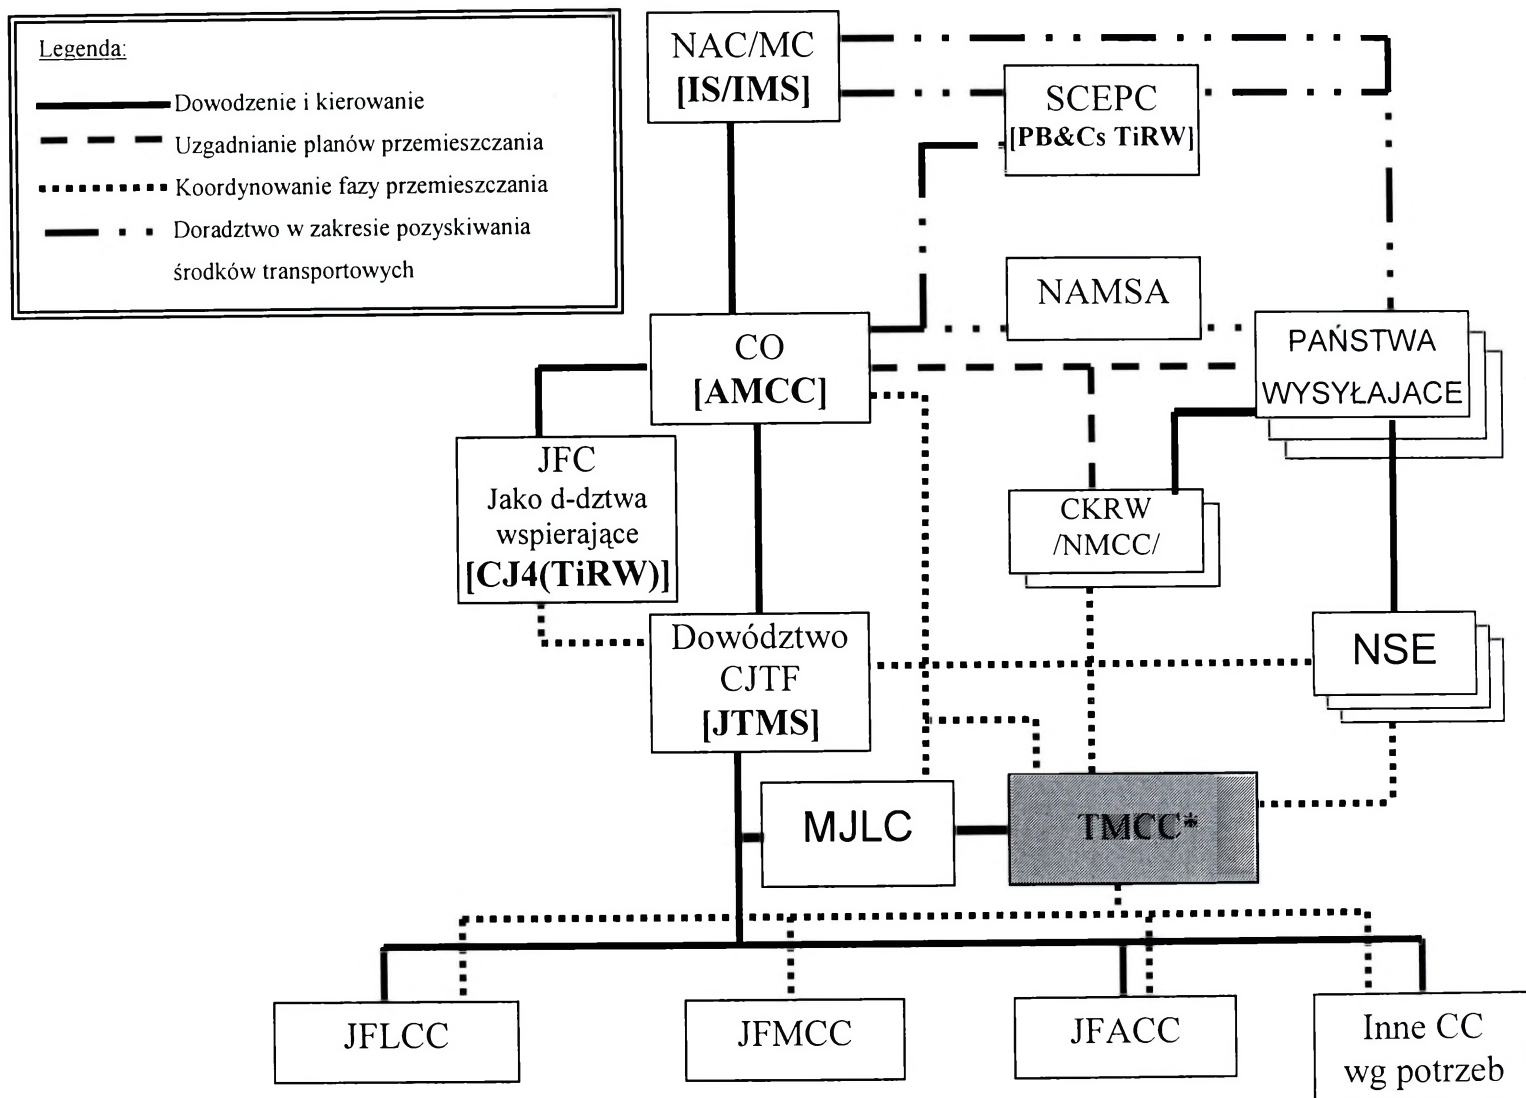 Legenda:
Dowodzenie i kierowanie
Uzgadnianie planów przemieszczania
Koordynowanie fazy przemieszczania
Doradztwo w zakresie pozyskiwania
środków transportowych
NAC/MC
[IS/IMS]
SCEPC
[PB&Cs TiRW]
NAMSA
CO
[AMCC]
PAŃSTWA
WYSYŁAJACE
JFC
Jako d-dztwa
wspierające
[CJ4(TiRW)]
CKRW
/NMCC/
Dowództwo
CJTF
[JTMS]
NSE
MJLC
TMCC*
JFLCC
JFMCC
JFACC
Inne CC
wg potrzeb